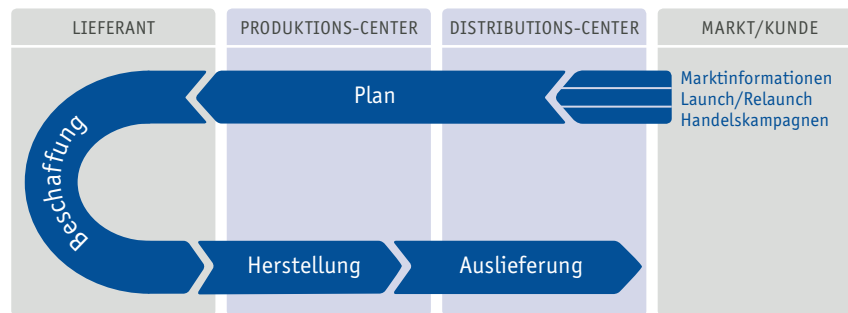 LIEFERANT
PRODUKTIONS-CENTER
DISTRIBUTIONS-CENTER
MARKT/KUNDE
Plan
Marktinformationen
Launch/Relaunch
Handelskampagnen
Beschaffung
Herstellung
Auslieferung